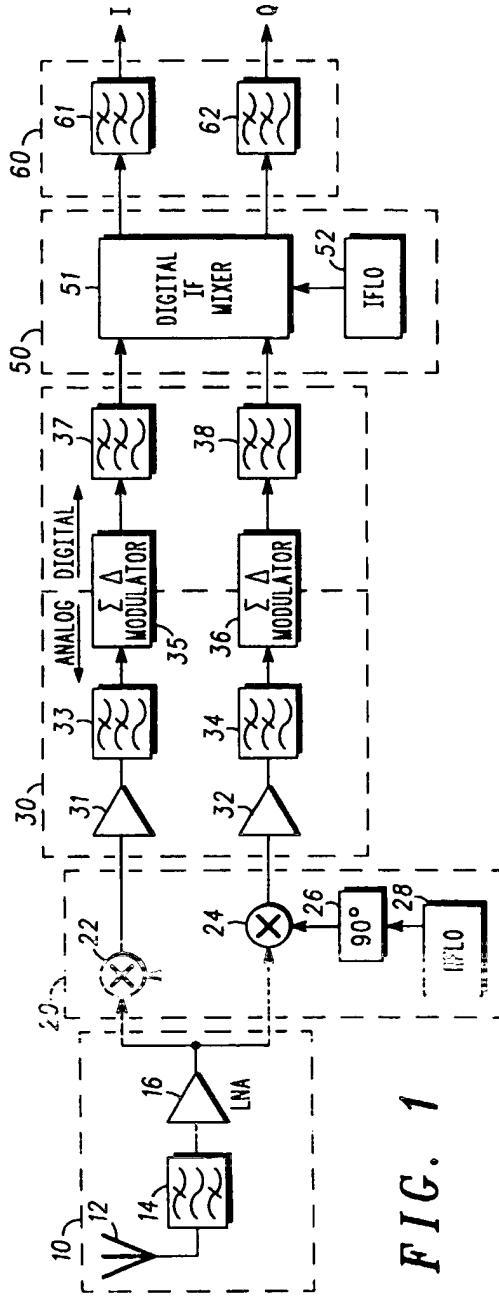 10
12
14
16
LNA
20
22
24
26
90°
28
30
31
32
33
34
ANALOG DIGITAL
Σ Δ
MODULATOR
35
Σ Δ
MODULATOR
36
37
38
50
51
DIGITAL
IF
MIXER
52
IFLO
60
61
62
I
Q
FIG. 1